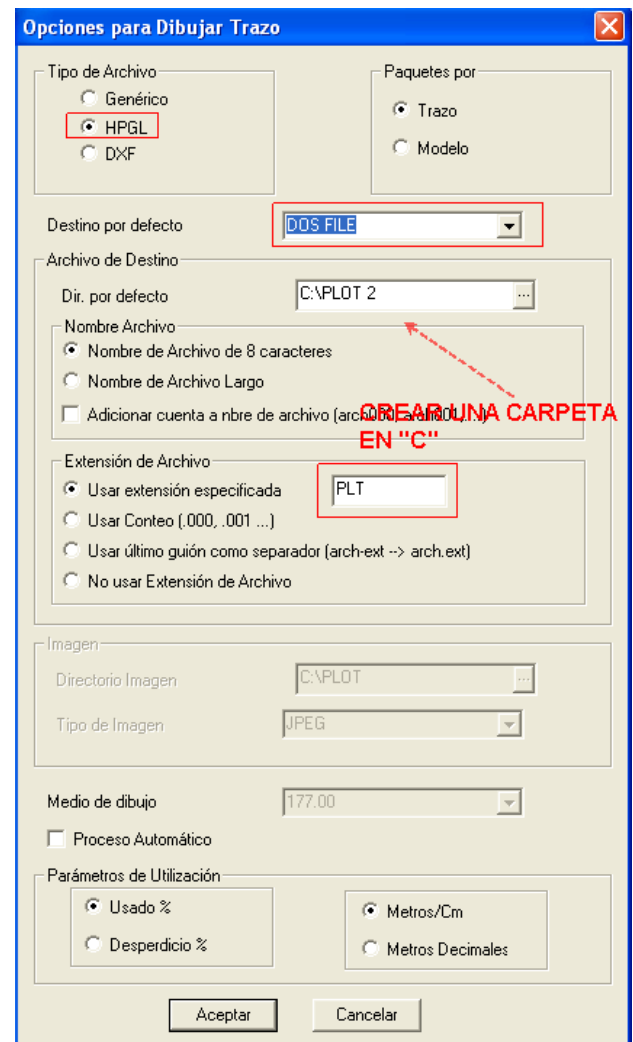 Opciones para Dibujar Trazo
Tipo de Archivo
Genérico
HPGL
DXF
Paquetes por
Trazo
Modelo
Destino por defecto
DOS FILE
Archivo de Destino
Dir. por defecto
C:\PLOT 2
...
Nombre Archivo
Nombre de Archivo de 8 caracteres
Nombre de Archivo Largo
Adicionar cuenta a nbre de archivo (arch000, arch001, ...)
CREAR UNA CARPETA
EN "C"
Extensión de Archivo
Usar extensión especificada
PLT
Usar Conteo (.000, .001 ...)
Usar último guión como separador (arch-ext --> arch.ext)
No usar Extensión de Archivo
Imagen
Directorio Imagen
C:\PLOT
...
Tipo de Imagen
JPEG
Medio de dibujo
177.00
Proceso Automático
Parámetros de Utilización
Usado %
Desperdicio %
Metros/Cm
Metros Decimales
Aceptar
Cancelar